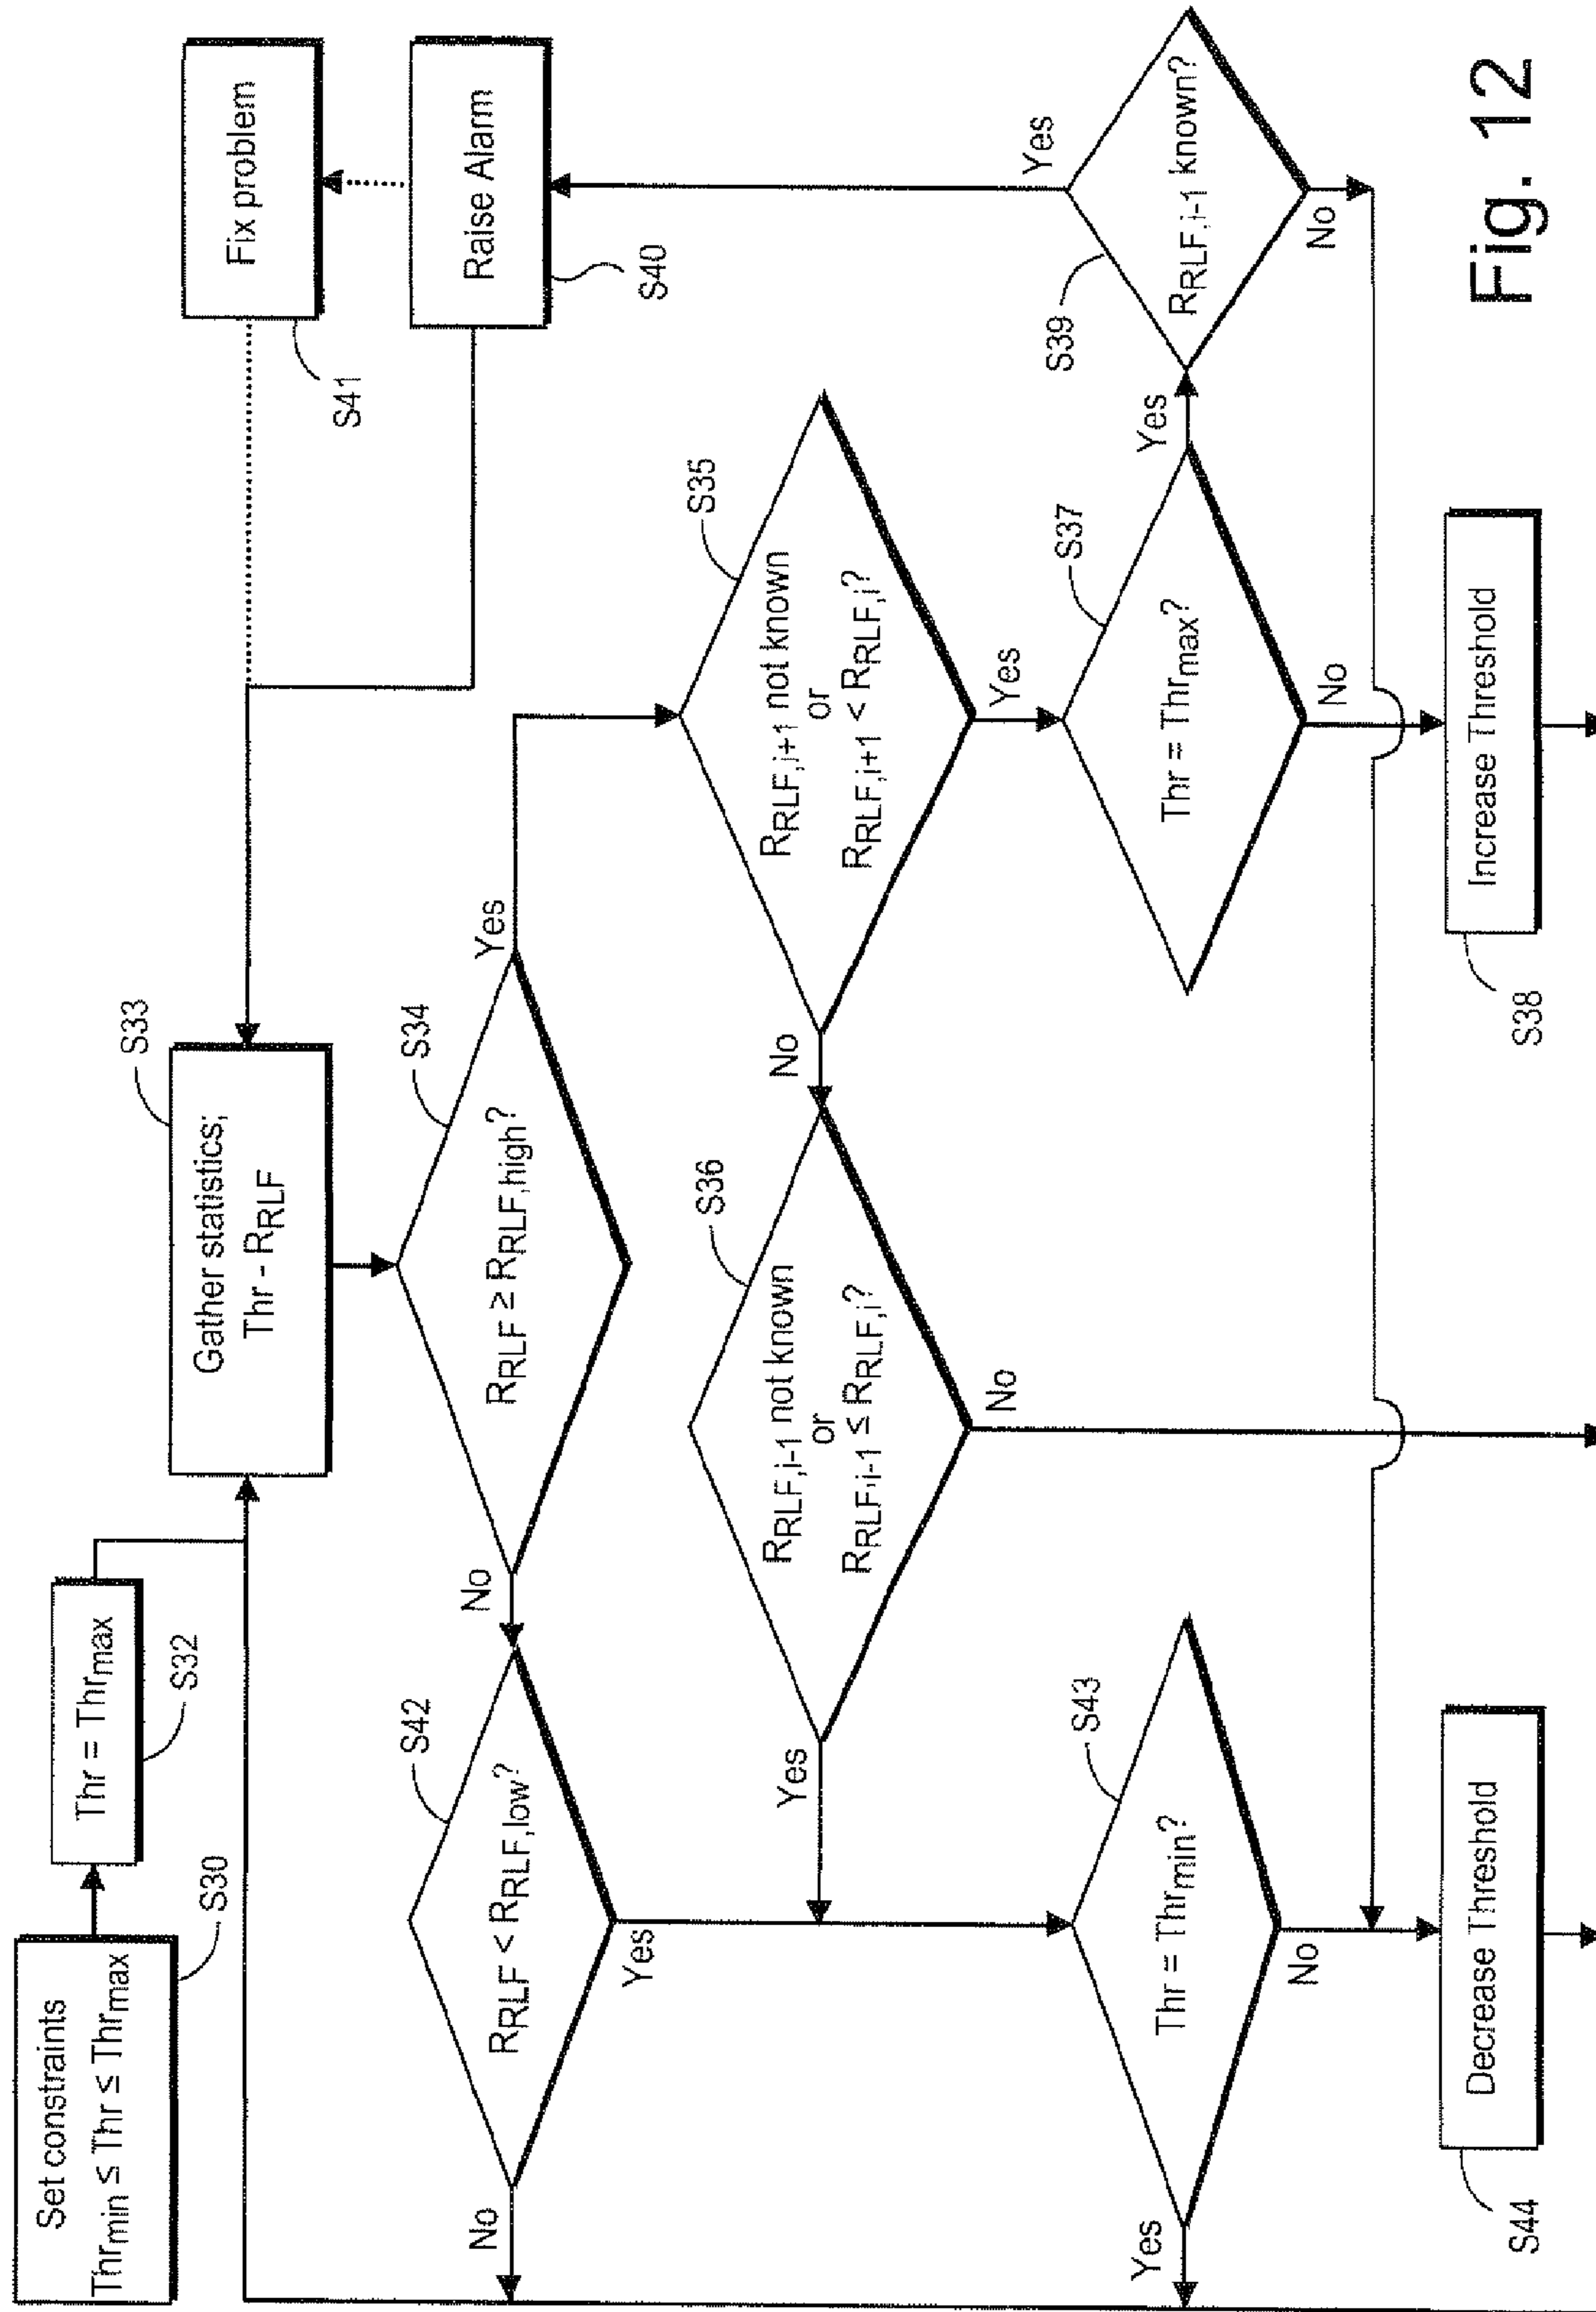 Set constraints
Thrmin ≤ Thr ≤ Thrmax
S30
Thr = Thrmax
S32
Gather statistics;
Thr - RRLF
S33
Fix problem
S41
Raise Alarm
S40
RRLF ≥ RRLF,high?
S34
Yes
No
RRLF < RRLF,low?
S42
No
Yes
RRLF,i+1 not known
or
RRLF,i+1 < RRLF,i?
S35
No
Yes
RRLF,i-1 not known
or
RRLF,i-1 ≤ RRLF,i?
S36
Yes
No
Thr = Thrmin?
S43
Yes
No
Thr = Thrmax?
S37
Yes
No
RRLF,i-1 known?
S39
Yes
No
Decrease Threshold
S44
Increase Threshold
S38
Fig. 12